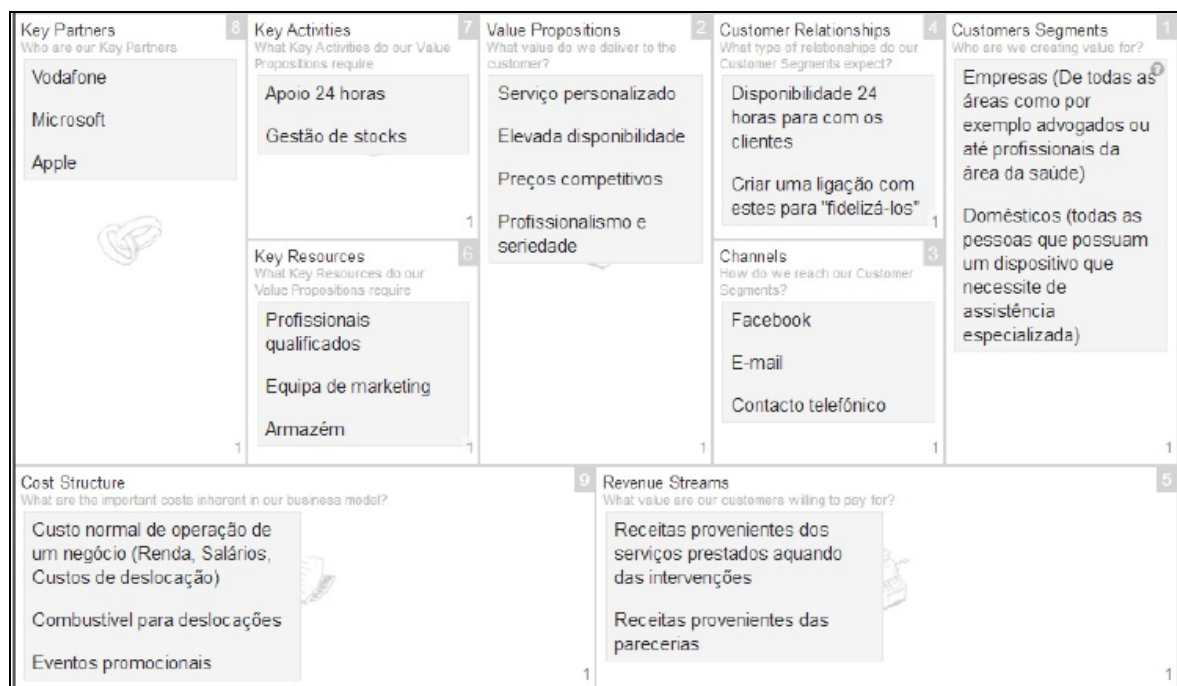 Key Partners
8
Who are our Key Partners
Vodafone
Microsoft
Apple
1
Key Activities
7
What Key Activities do our Value
Propositions require
Apoio 24 horas
Gestão de stocks
1
Key Resources
6
What Key Resources do our
Value Propositions require
Profissionais
qualificados
Equipa de marketing
Armazém
1
Value Propositions
2
What value do we deliver to the
customer?
Serviço personalizado
Elevada disponibilidade
Preços competitivos
Profissionalismo e
seriedade
1
Customer Relationships
4
What type of relationships do our
Customer Segments expect?
Disponibilidade 24
horas para com os
clientes
Criar uma ligação com
estes para "fidelizá-los"
1
Channels
3
How do we reach our Customer
Segments?
Facebook
E-mail
Contacto telefónico
1
Customers Segments
1
Who are we creating value for?
?
Empresas (De todas as
áreas como por
exemplo advogados ou
até profissionais da
área da saúde)
Domésticos (todas as
pessoas que possuam
um dispositivo que
necessite de
assistência
especializada)
1
Cost Structure
9
What are the important costs inherent in our business model?
Custo normal de operação de
um negócio (Renda, Salários,
Custos de deslocação)
Combustível para deslocações
Eventos promocionais
1
Revenue Streams
5
What value are our customers willing to pay for?
Receitas provenientes dos
serviços prestados aquando
das intervenções
Receitas provenientes das
parecerias
1